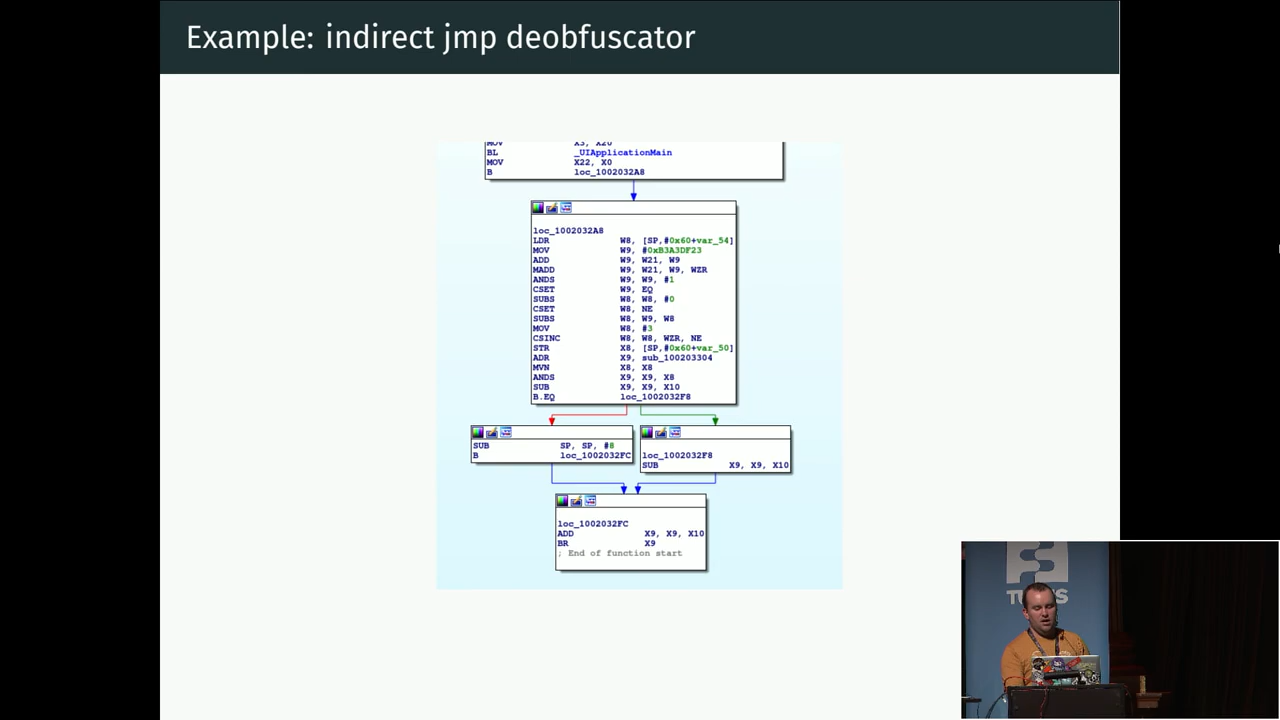 Example: indirect jmp deobfuscator
MOV X3, X20
BL _UIApplicationMain
MOV X22, X0
B loc_1002032A8
loc_1002032A8
LDR W8, [SP,#0x60+var_54]
MOV W9, #0xB3A3DF23
ADD W9, W21, W9
MADD W9, W21, W9, WZR
ANDS W9, W9, #1
CSET W9, EQ
SUBS W8, W8, #0
CSET W8, NE
SUBS W8, W9, W8
MOV W8, #3
CSINC W8, W8, WZR, NE
STR X8, [SP,#0x60+var_50]
ADR X9, sub_100203304
MVN X8, X8
ANDS X9, X9, X8
SUB X9, X9, X10
B.EQ loc_1002032F8
SUB SP, SP, #8
B loc_1002032FC
loc_1002032F8
SUB X9, X9, X10
loc_1002032FC
ADD X9, X9, X10
BR X9
; End of function start